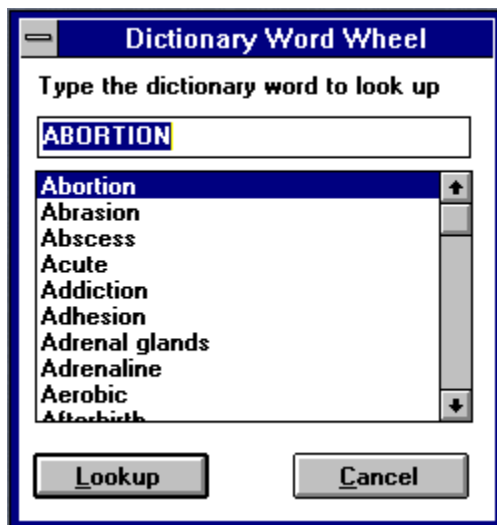 Dictionary Word Wheel
Type the dictionary word to look up
ABORTION
Abortion
Abrasion
Abscess
Acute
Addiction
Adhesion
Adrenal glands
Adrenaline
Aerobic
Afterbirth
Lookup
Cancel